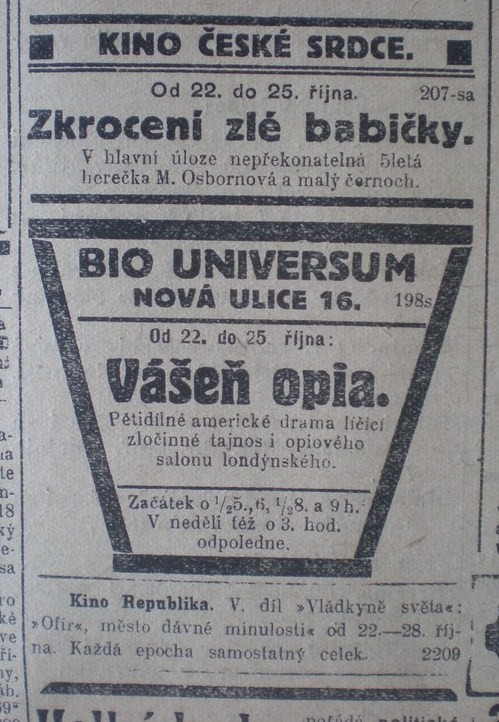 KINO ČESKÉ SRDCE.
Od 22. do 25. října. 207-sa
Zkrocení zlé babičky.
V hlavní úloze nepřekonatelná 5letá
herečka M. Osbornová a malý černoch.
BIO UNIVERSUM
NOVÁ ULICE 16. 198s
Od 22. do 25. října:
Vášeň opia.
Pětidílné americké drama líčící
zločinné tajnos i opiového
salonu londýnského.
Začátek o ½5., 6, ½8. a 9 h.
V neděli též o 3. hod.
odpoledne.
Kino Republika. V. díl »Vládkyně světa«:
»Ofir«, město dávné minulosti« od 22.—28. říj-
na. Každá epocha samostatný celek. 2209